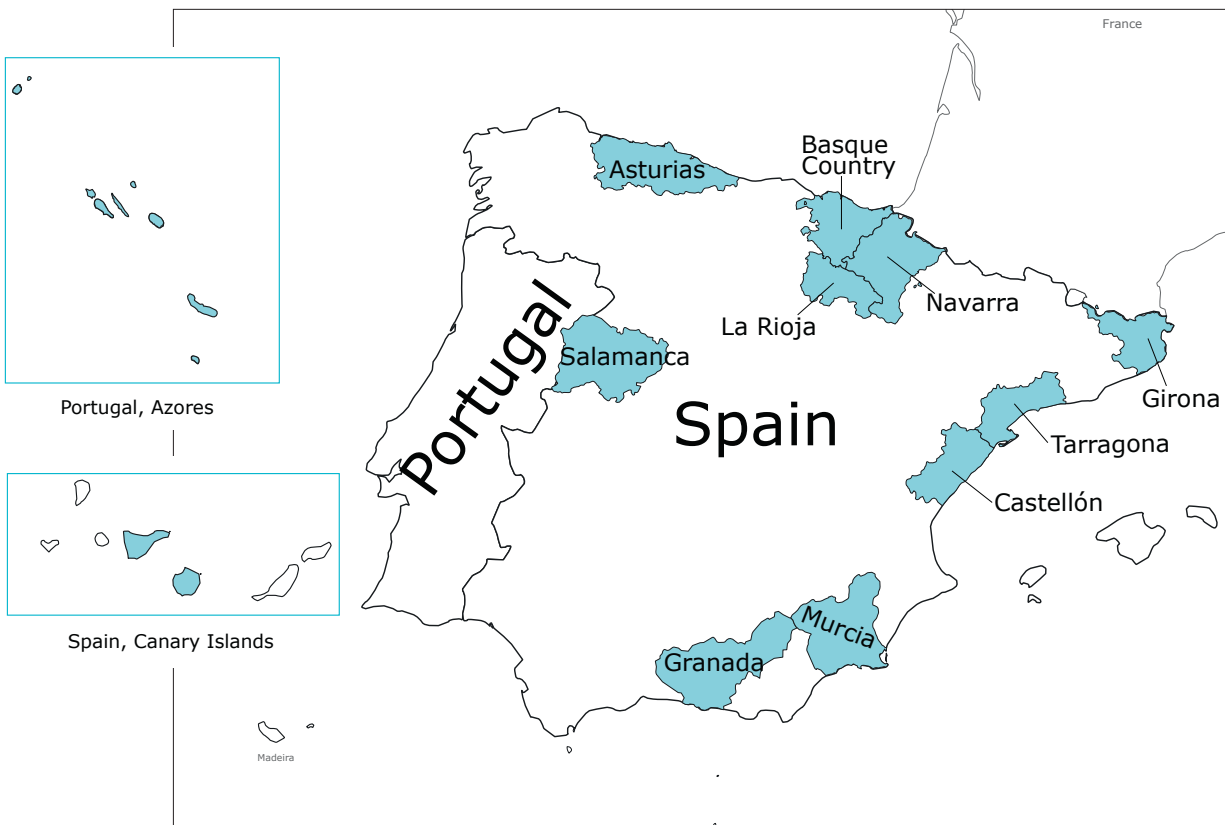 France
Basque
Country
Asturias
Navarra
La Rioja
Portugal
Salamanca
Girona
Portugal, Azores
Spain
Tarragona
Castellón
Murcia
Spain, Canary Islands
Granada
Madeira